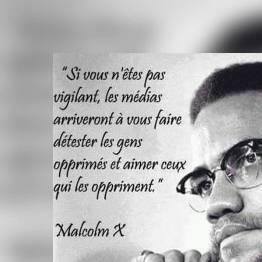 “Si vous n'êtes pas
vigilant, les médias
arriveront à vous faire
détester les gens
opprimés et aimer ceux
qui les oppriment.”
Malcolm X